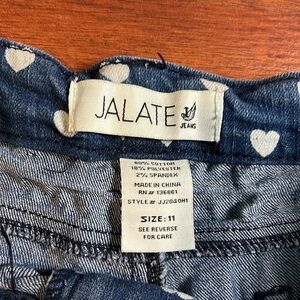 JALATE
JEANS
80% COTTON
18% POLYESTER
2% SPANDEX
MADE IN CHINA
RN# 136661
STYLE# JJ2040H1
SIZE: 11
SEE REVERSE
FOR CARE